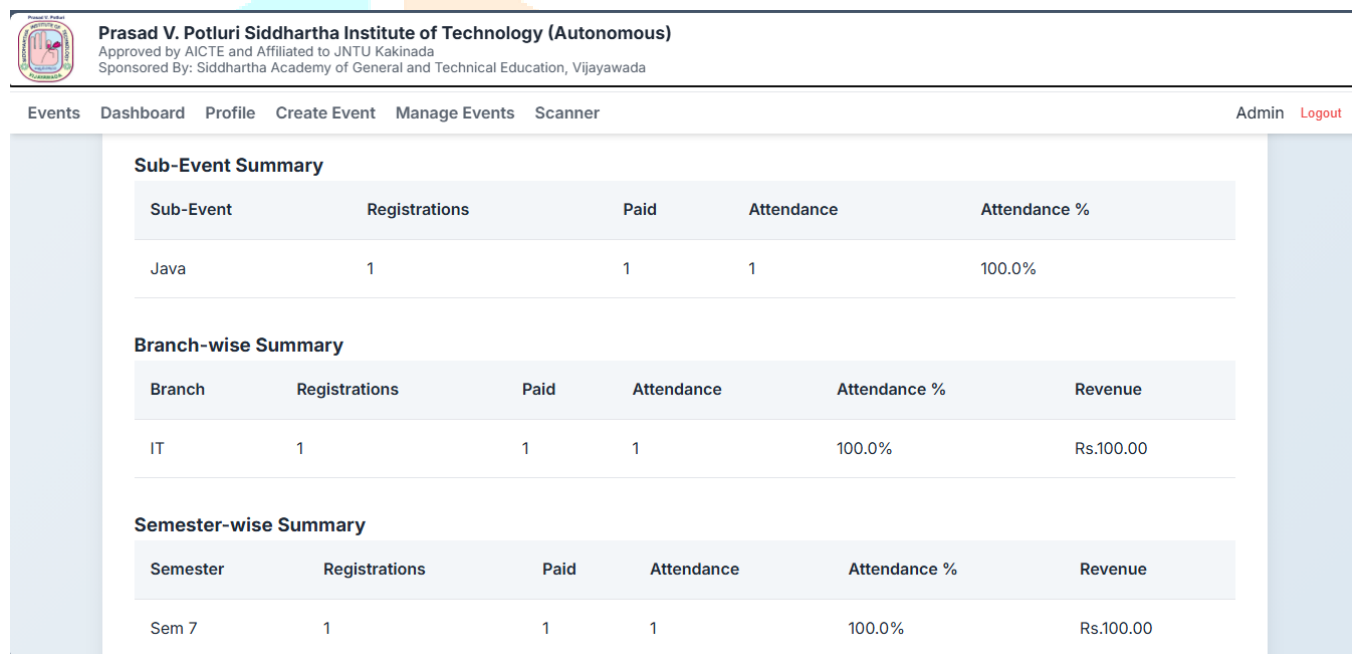 Prasad V. Potluri
Prasad V. Potluri Siddhartha Institute of Technology (Autonomous)
Approved by AICTE and Affiliated to JNTU Kakinada
Sponsored By: Siddhartha Academy of General and Technical Education, Vijayawada
Events Dashboard Profile Create Event Manage Events Scanner Admin Logout
Sub-Event Summary
Sub-Event Registrations Paid Attendance Attendance %
Java 1 1 1 100.0%
Branch-wise Summary
Branch Registrations Paid Attendance Attendance % Revenue
IT 1 1 1 100.0% Rs.100.00
Semester-wise Summary
Semester Registrations Paid Attendance Attendance % Revenue
Sem 7 1 1 1 100.0% Rs.100.00